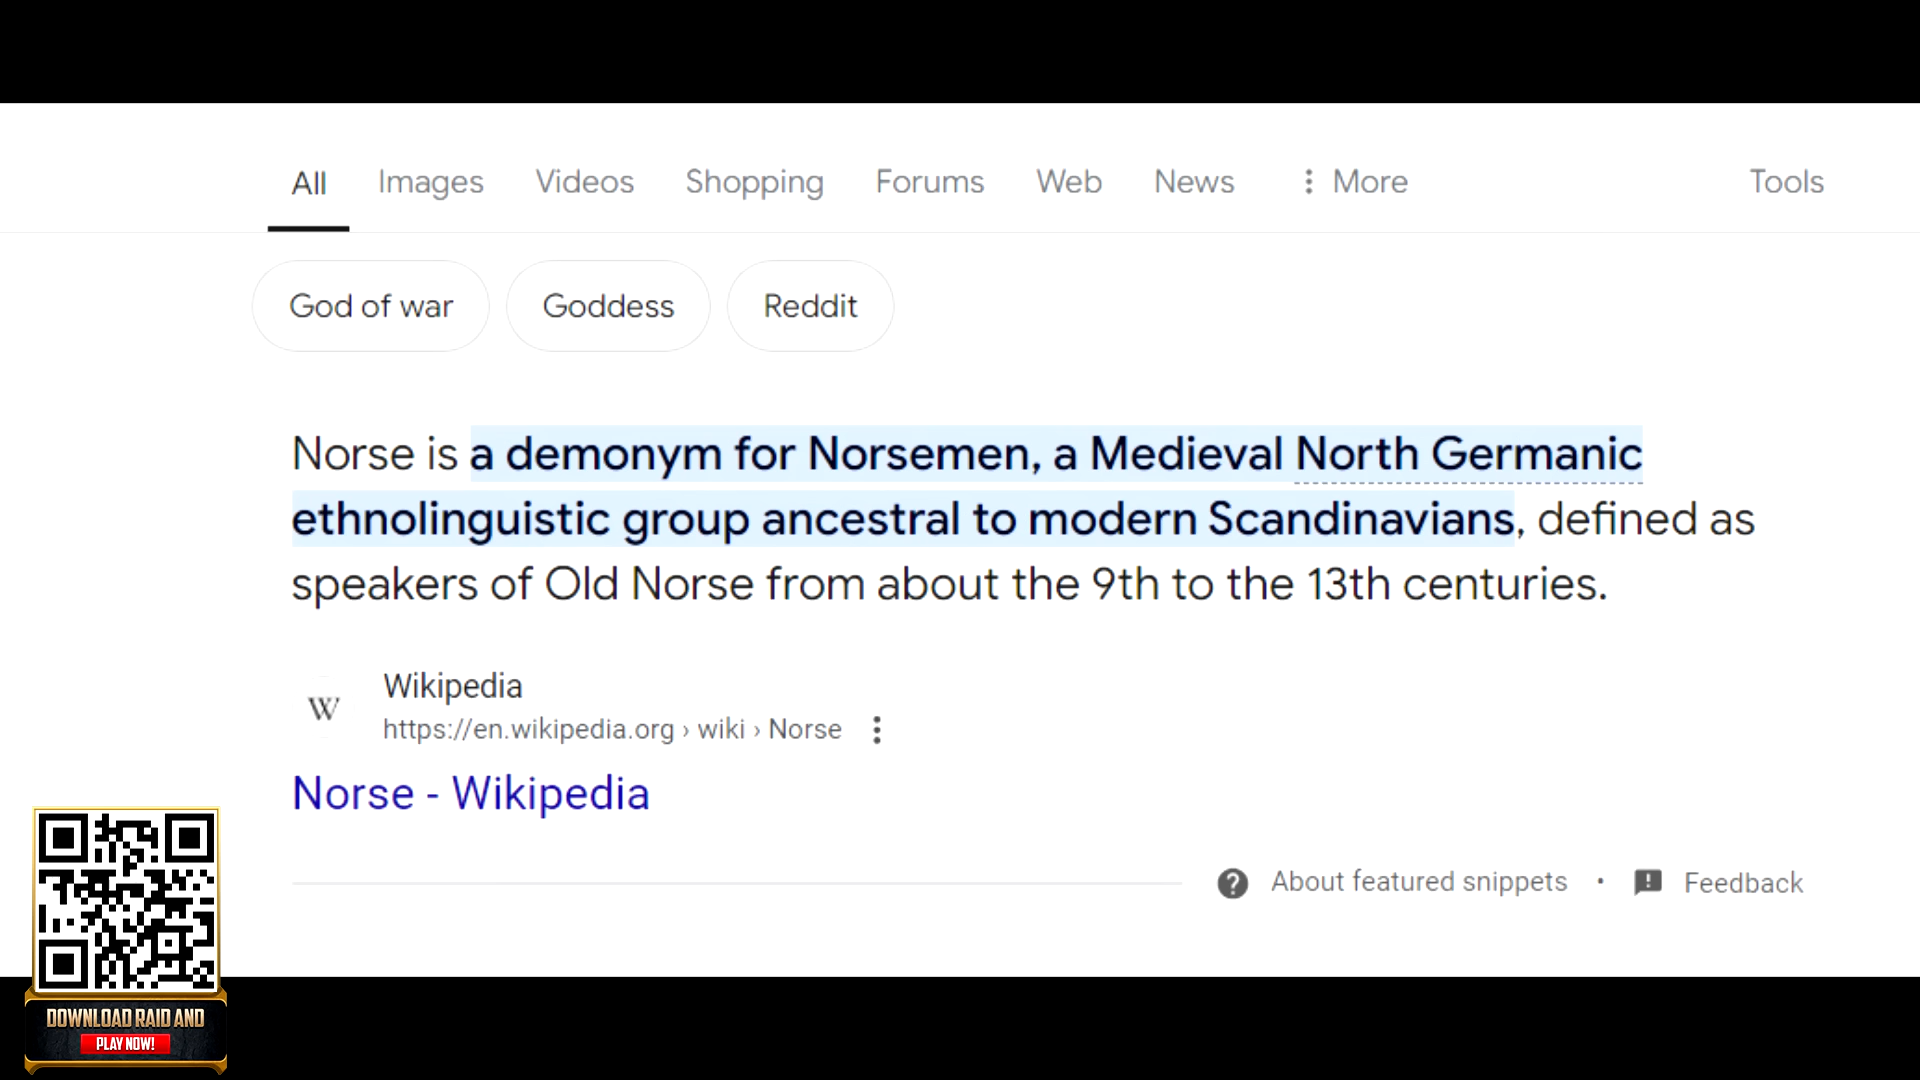 All Images Videos Shopping Forums Web News More Tools
God of war Goddess Reddit
Norse is a demonym for Norsemen, a Medieval North Germanic
ethnolinguistic group ancestral to modern Scandinavians, defined as
speakers of Old Norse from about the 9th to the 13th centuries.
W
Wikipedia
https://en.wikipedia.org › wiki › Norse
Norse - Wikipedia
About featured snippets · Feedback
DOWNLOAD RAID AND
PLAY NOW!